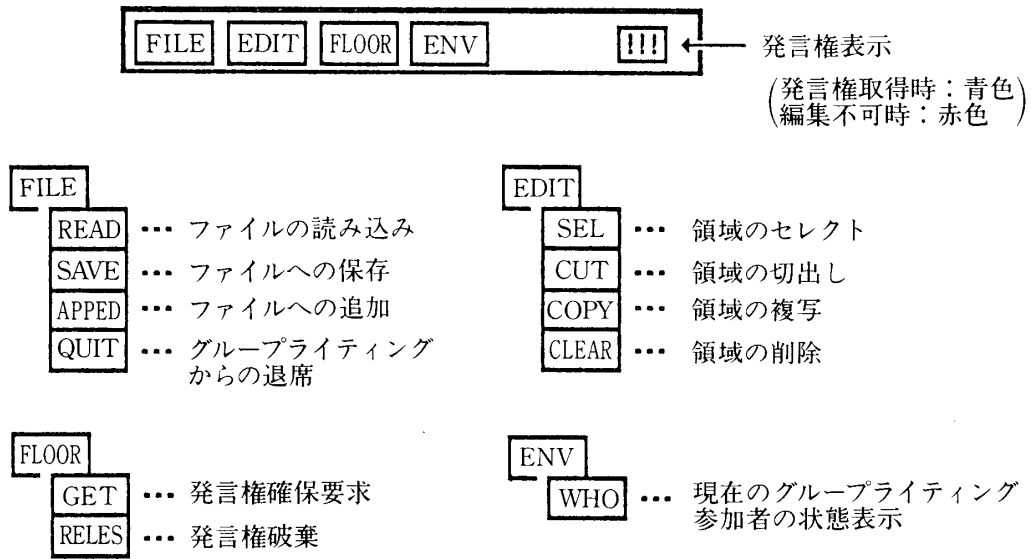 FILE EDIT FLOOR ENV !!! 発言権表示
(発言権取得時：青色
編集不可時：赤色)
FILE
READ … ファイルの読み込み
SAVE … ファイルへの保存
APPED … ファイルへの追加
QUIT … グループライティング
からの退席
EDIT
SEL … 領域のセレクト
CUT … 領域の切出し
COPY … 領域の複写
CLEAR … 領域の削除
FLOOR
GET … 発言権確保要求
RELES … 発言権破棄
ENV
WHO … 現在のグループライティング
参加者の状態表示